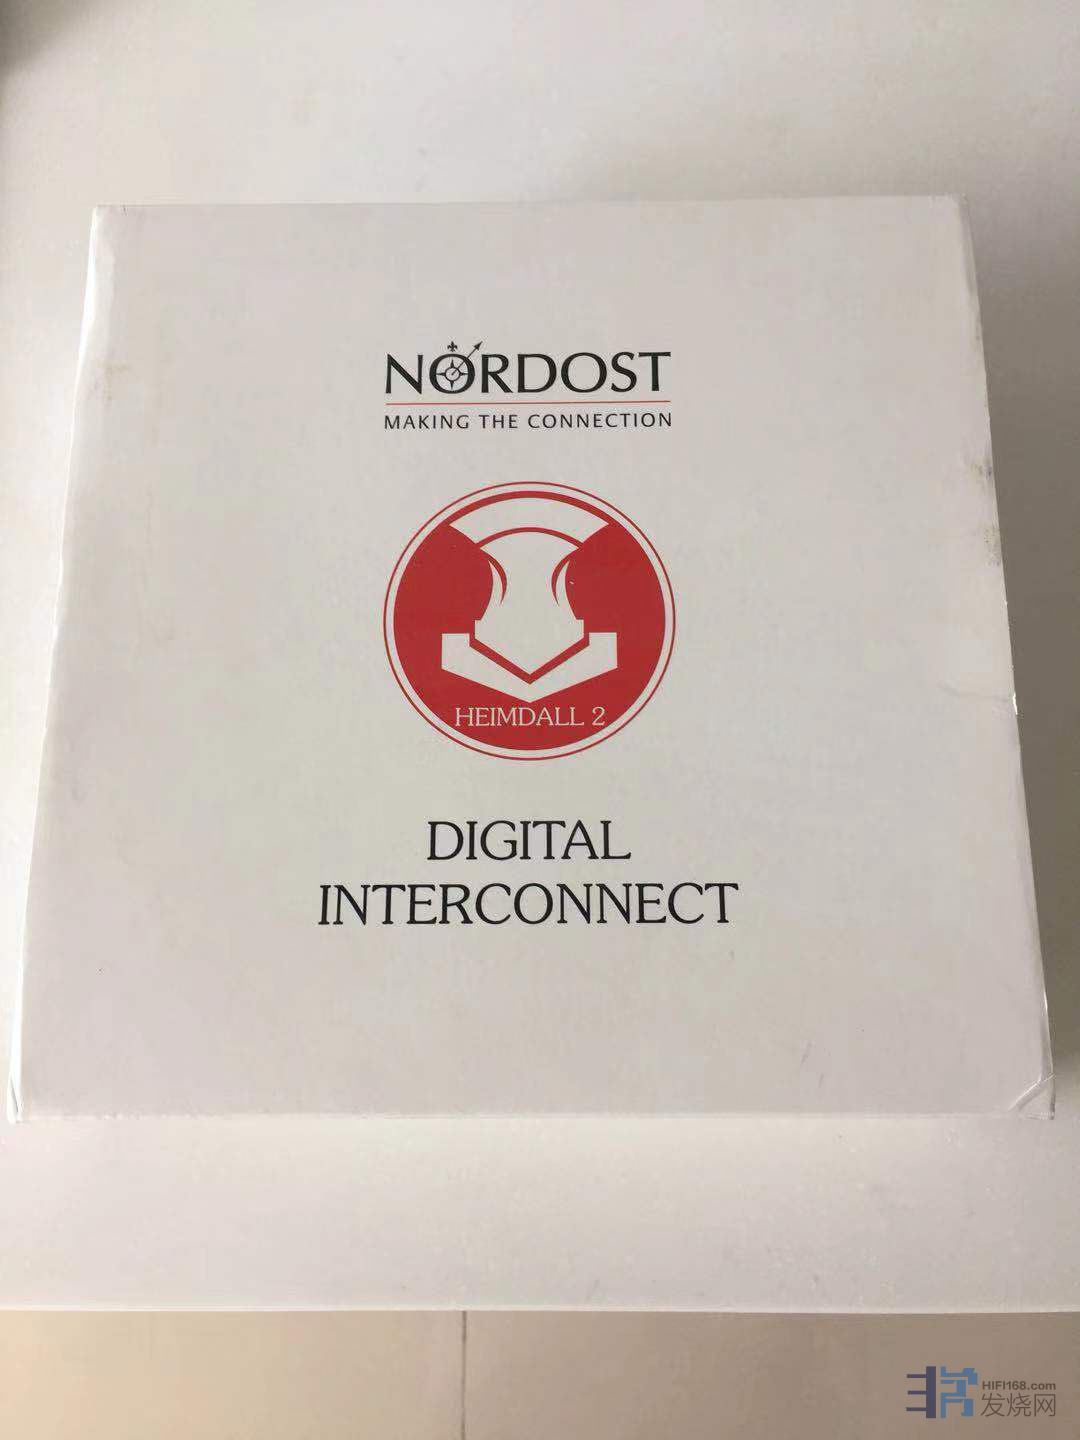 NORDOST
MAKING THE CONNECTION
HEIMDALL 2
DIGITAL
INTERCONNECT
HIFI168.com
发烧网